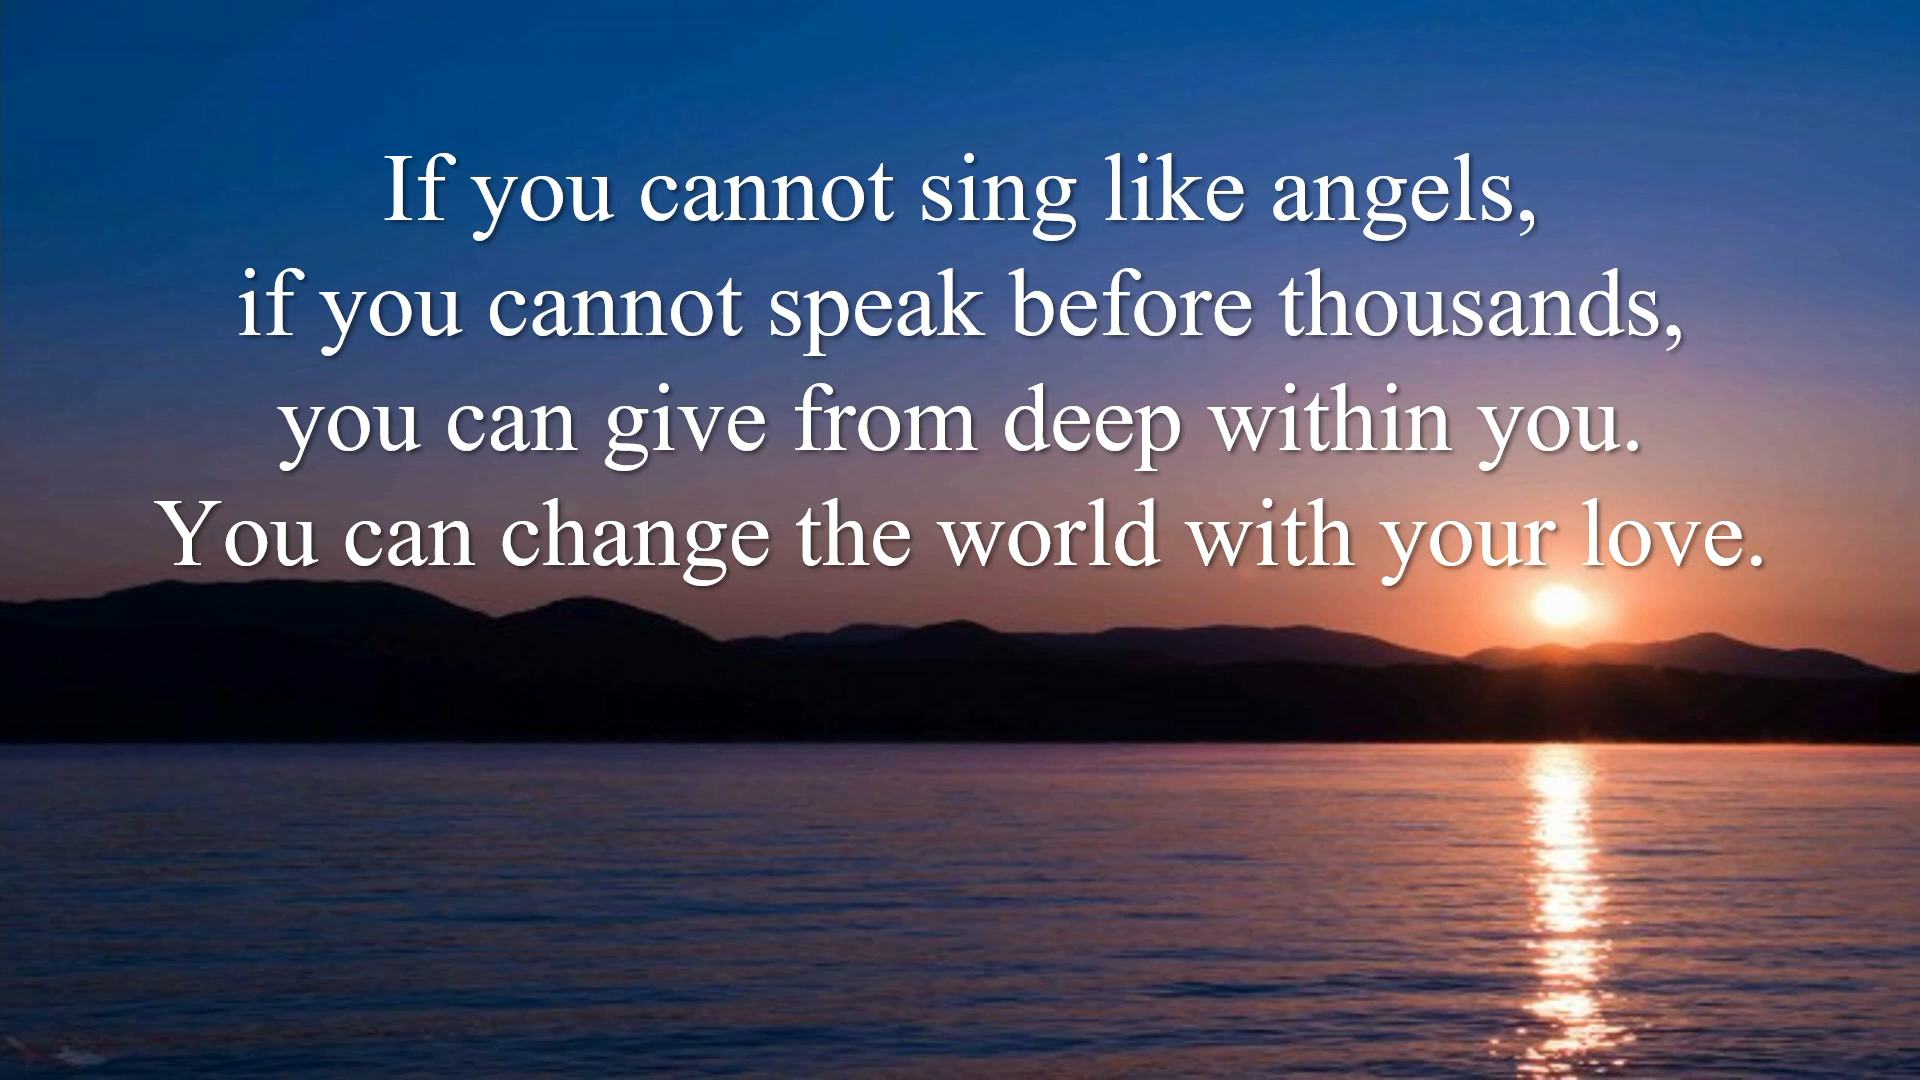 If you cannot sing like angels,
if you cannot speak before thousands,
you can give from deep within you.
You can change the world with your love.